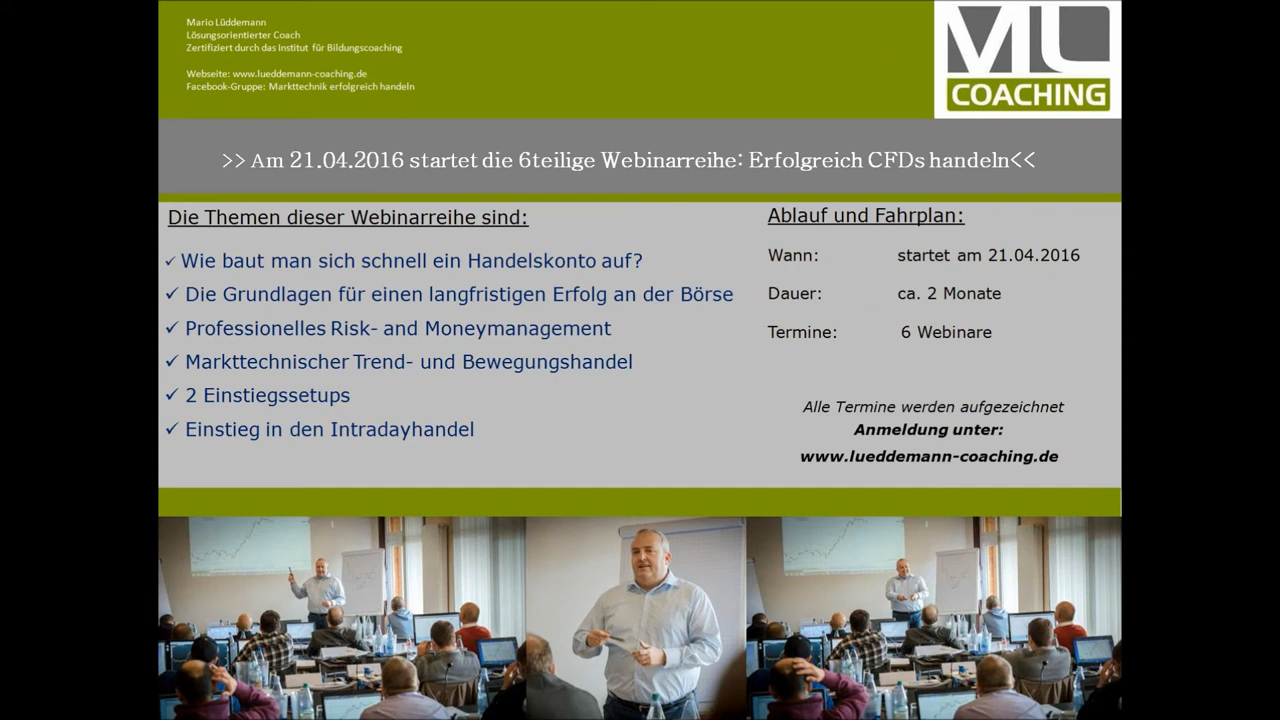 Mario Lüddemann
Lösungsorientierter Coach
Zertifiziert durch das Institut für Bildungscoaching
Webseite: www.lueddemann-coaching.de
Facebook-Gruppe: Markttechnik erfolgreich handeln
ML
COACHING
>> Am 21.04.2016 startet die 6teilige Webinarreihe: Erfolgreich CFDs handeln<<
Die Themen dieser Webinarreihe sind:
✓ Wie baut man sich schnell ein Handelskonto auf?
✓ Die Grundlagen für einen langfristigen Erfolg an der Börse
✓ Professionelles Risk- and Moneymanagement
✓ Markttechnischer Trend- und Bewegungshandel
✓ 2 Einstiegssetups
✓ Einstieg in den Intradayhandel
Ablauf und Fahrplan:
Wann: startet am 21.04.2016
Dauer: ca. 2 Monate
Termine: 6 Webinare
Alle Termine werden aufgezeichnet
Anmeldung unter:
www.lueddemann-coaching.de